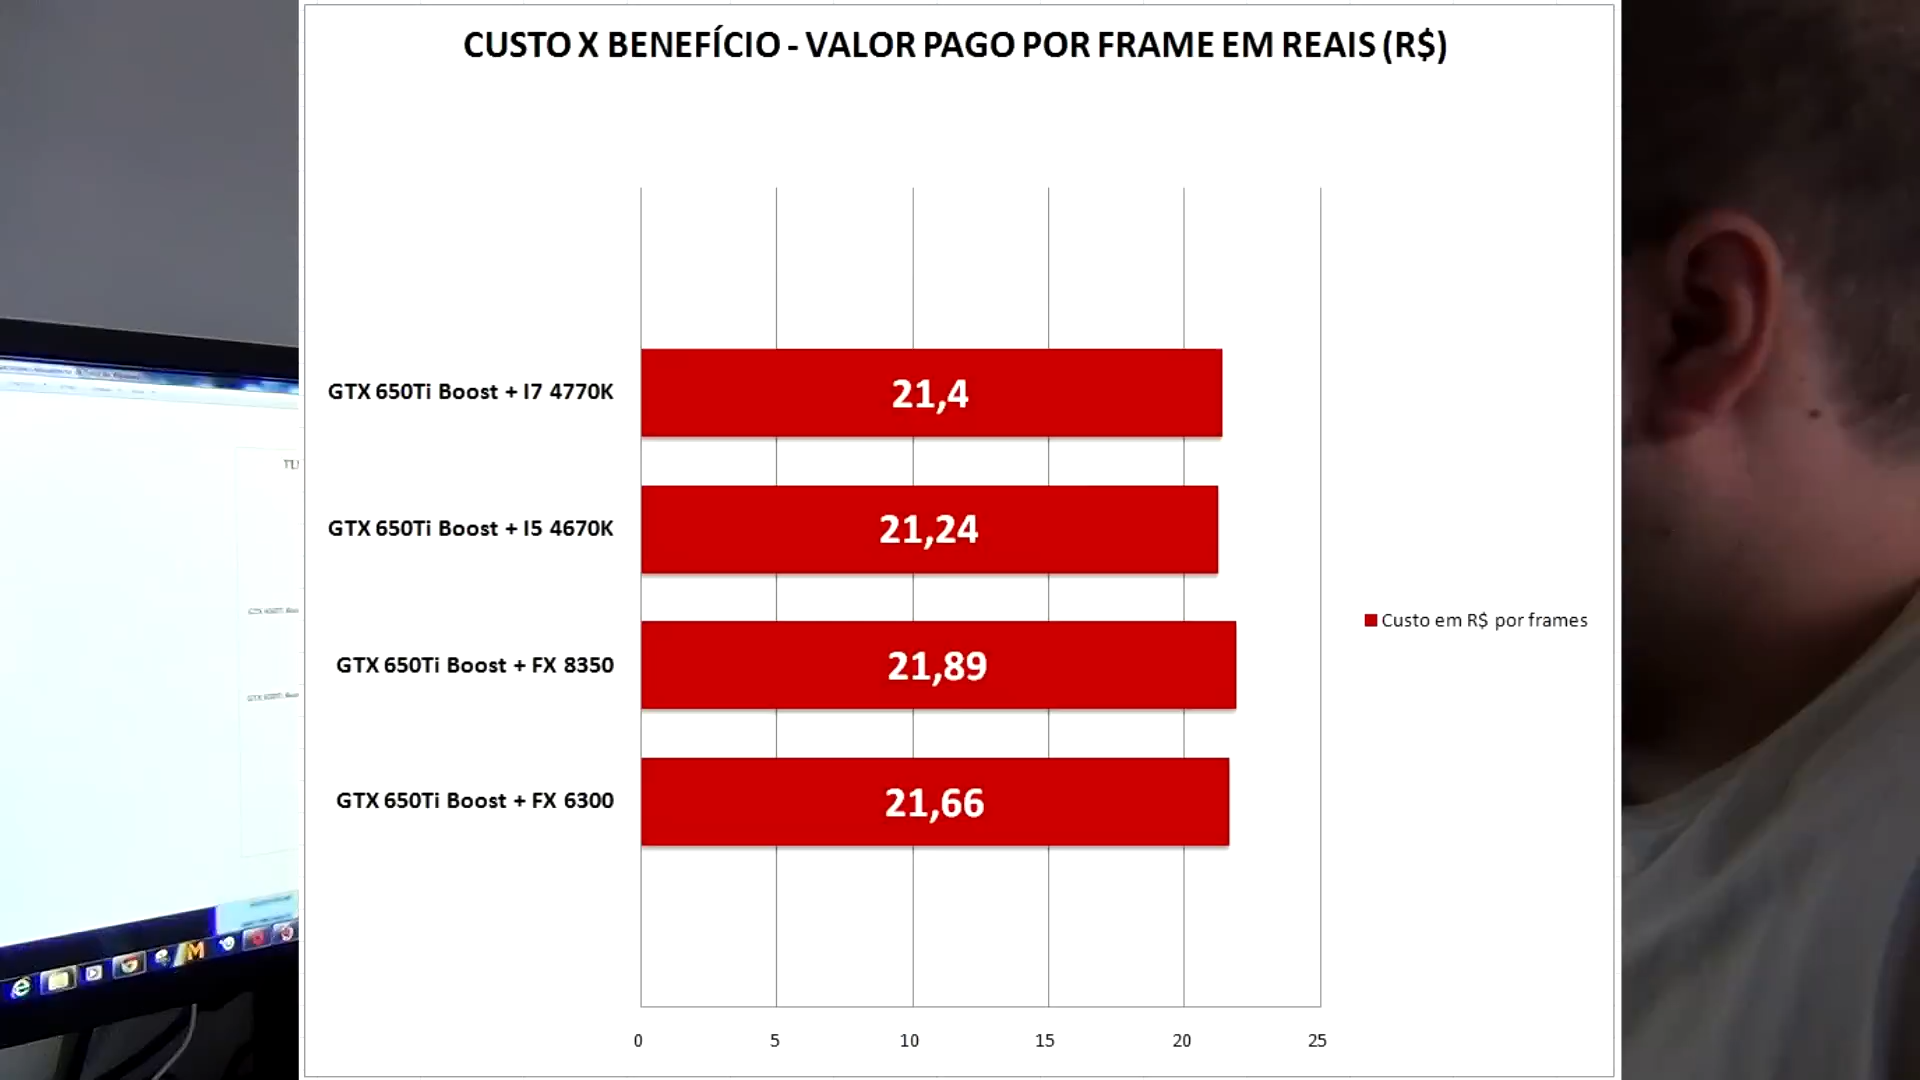 CUSTO X BENEFÍCIO - VALOR PAGO POR FRAME EM REAIS (R$)
GTX 650Ti Boost + I7 4770K
21,4
GTX 650Ti Boost + I5 4670K
21,24
GTX 650Ti Boost + FX 8350
21,89
GTX 650Ti Boost + FX 6300
21,66
Custo em R$ por frames
0 5 10 15 20 25